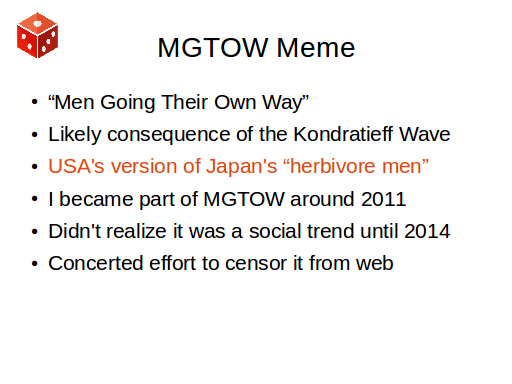 MGTOW Meme
• “Men Going Their Own Way”
• Likely consequence of the Kondratieff Wave
• USA's version of Japan's “herbivore men”
• I became part of MGTOW around 2011
• Didn't realize it was a social trend until 2014
• Concerted effort to censor it from web